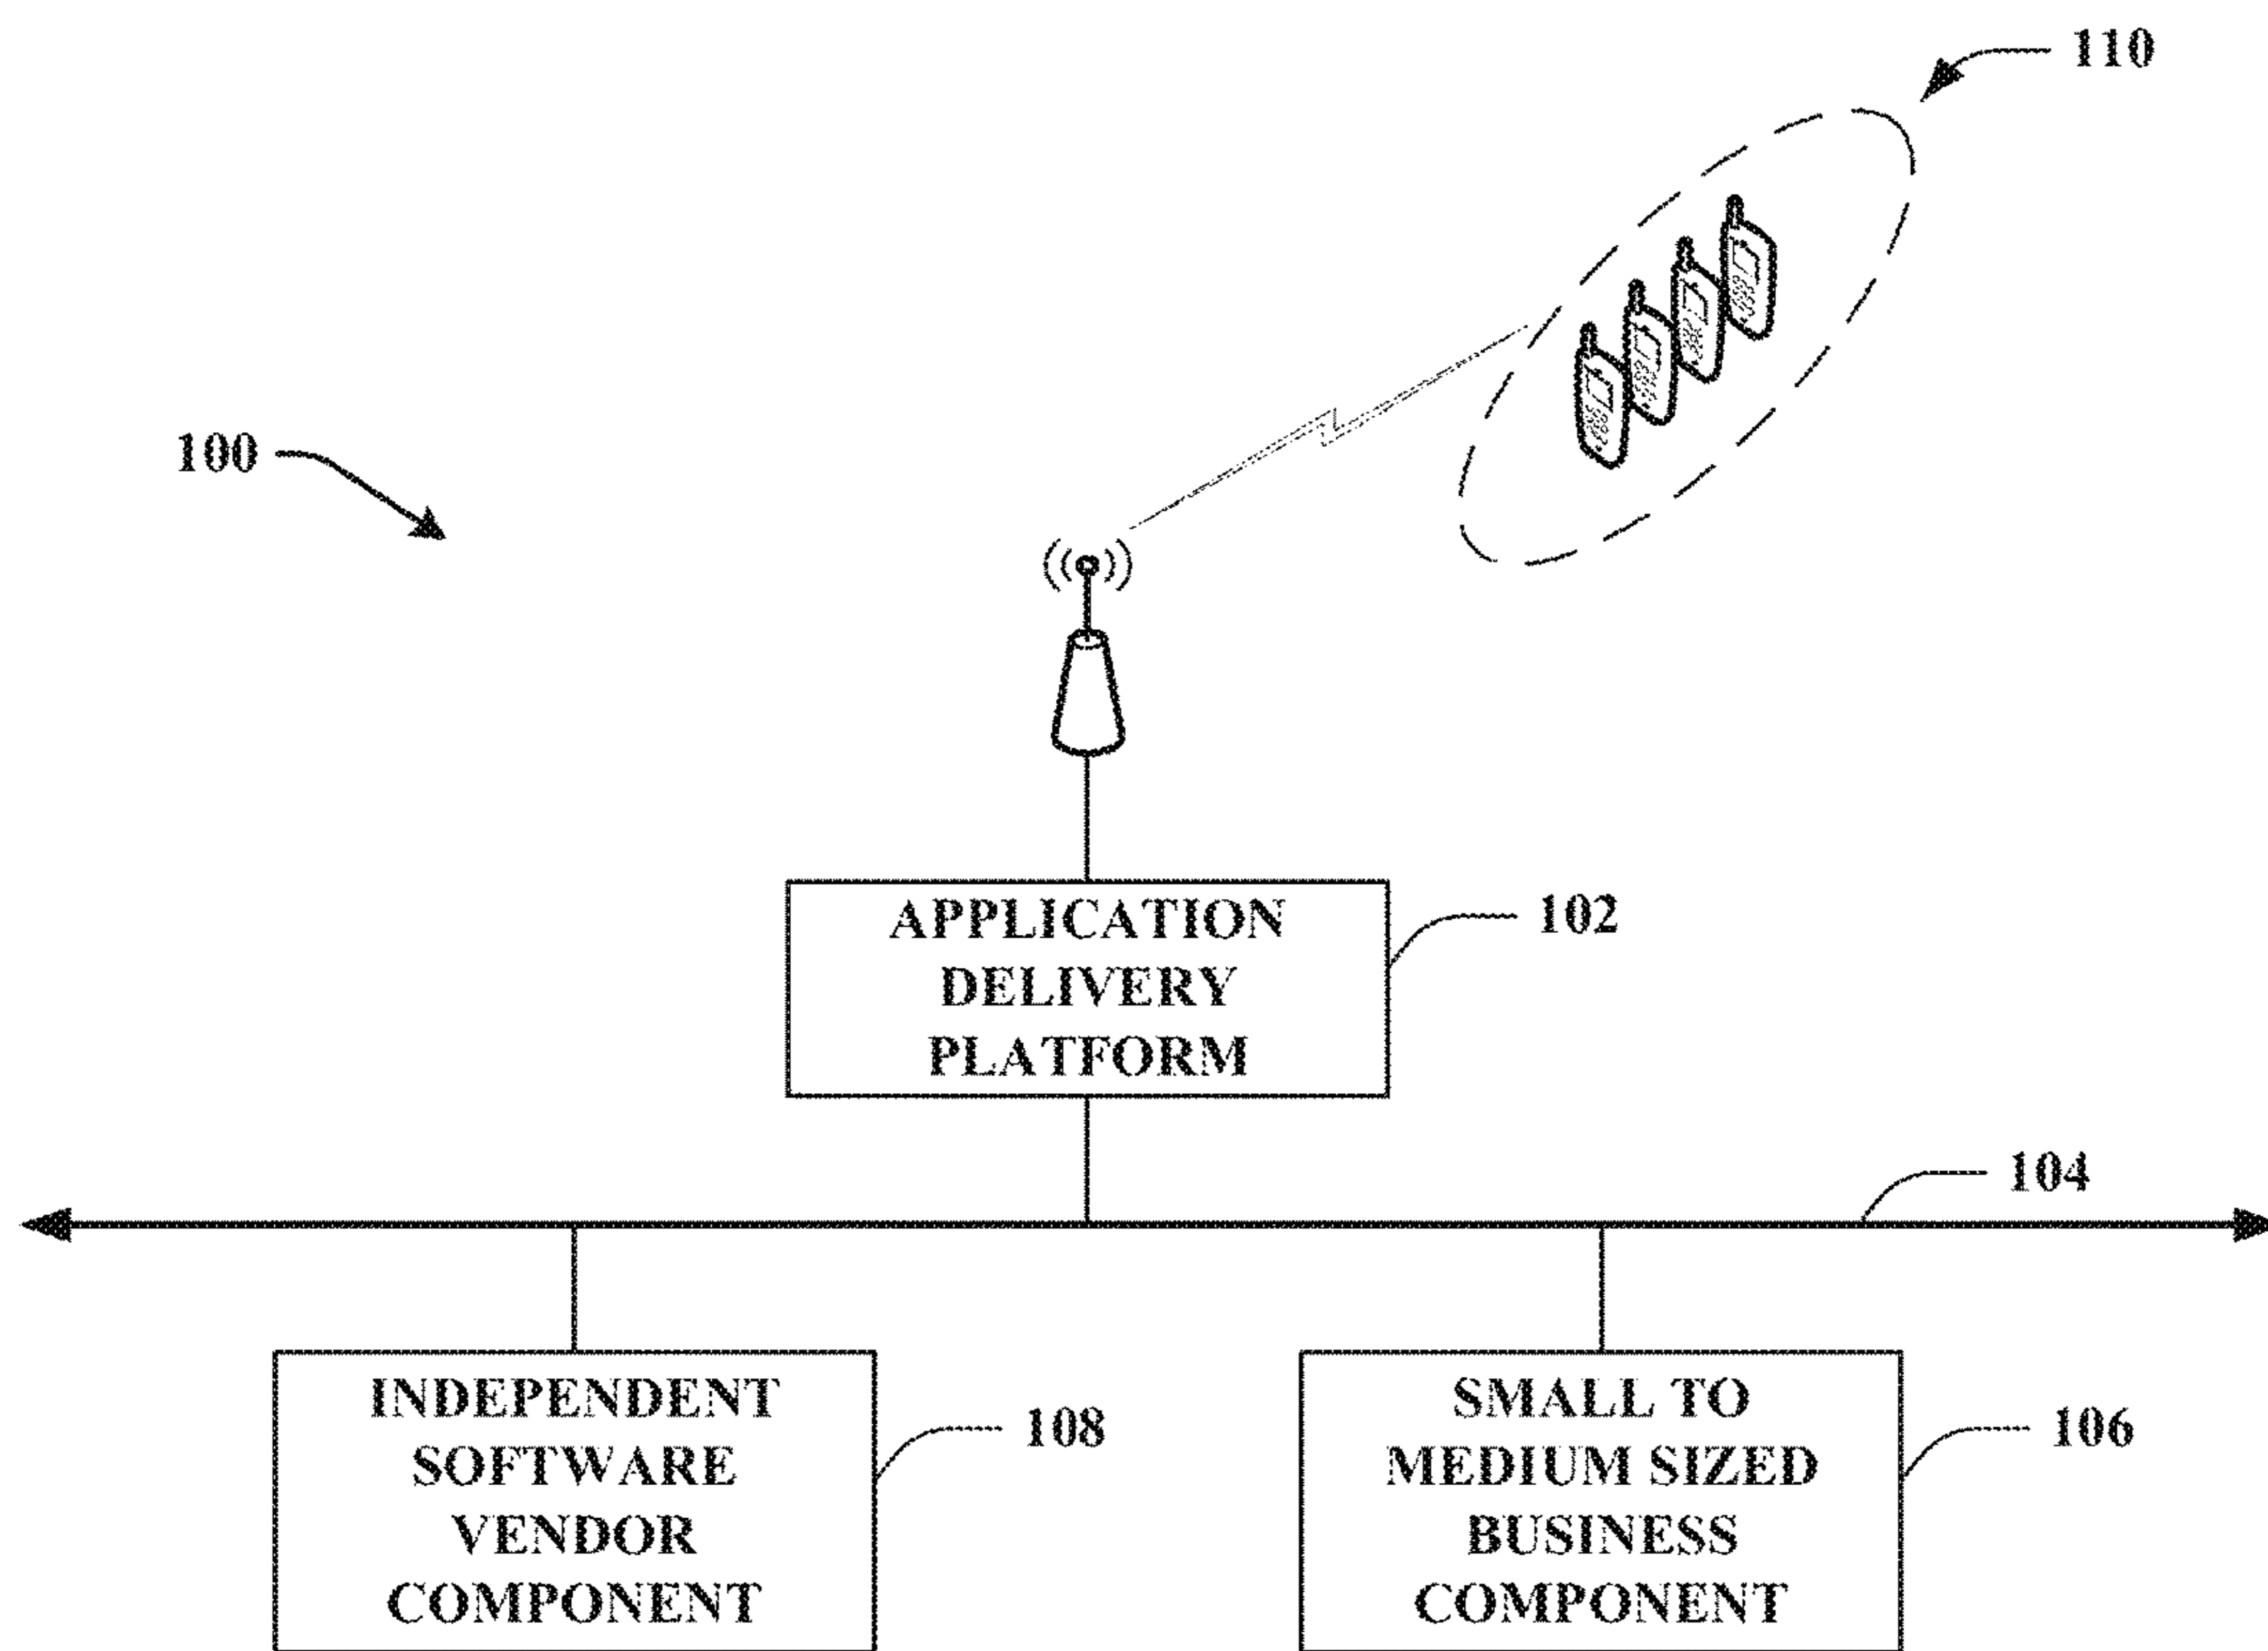 110
100
APPLICATION
DELIVERY
PLATFORM
102
104
INDEPENDENT
SOFTWARE
VENDOR
COMPONENT
108
SMALL TO
MEDIUM SIZED
BUSINESS
COMPONENT
106